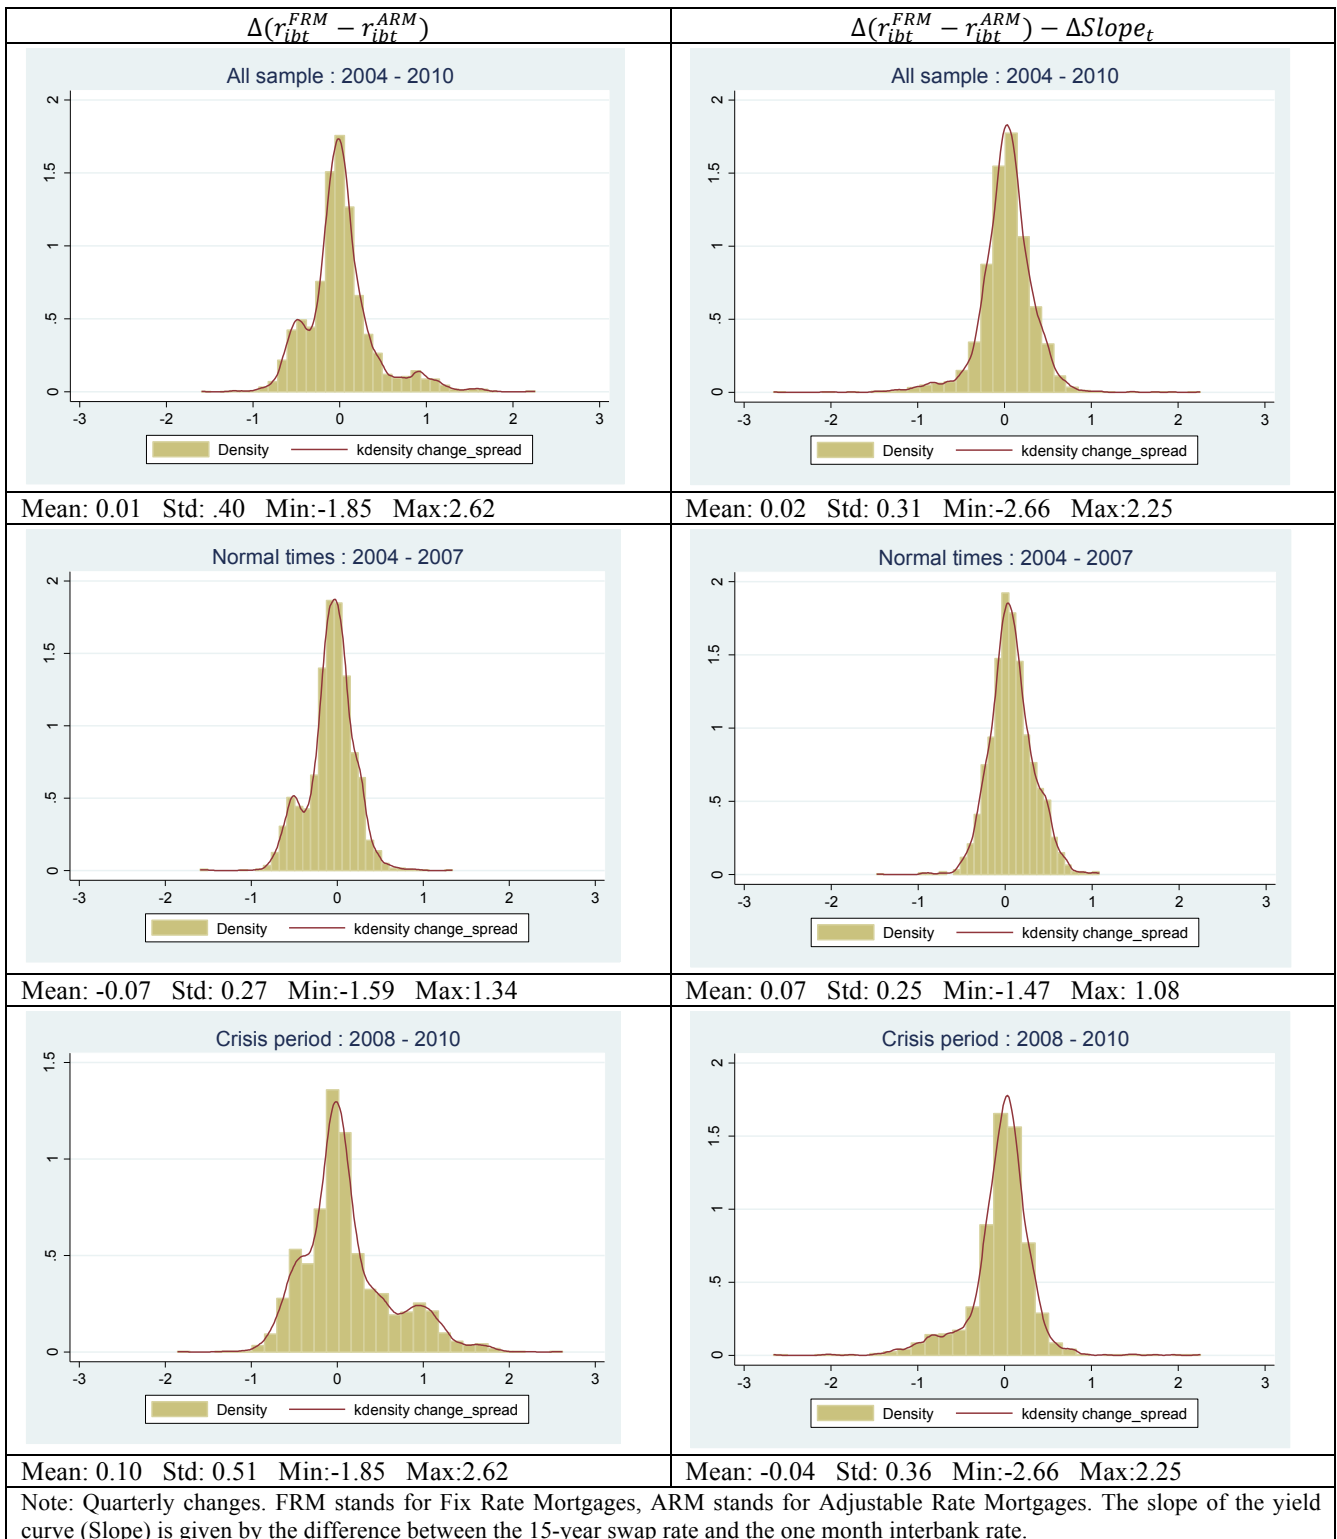 Δ(r_{ibt}^{FRM} − r_{ibt}^{ARM})
Δ(r_{ibt}^{FRM} − r_{ibt}^{ARM}) − ΔSlope_t
All sample : 2004 - 2010
2
1.5
1
.5
0
-3 -2 -1 0 1 2 3
Density kdensity change_spread
All sample : 2004 - 2010
2
1.5
1
.5
0
-3 -2 -1 0 1 2 3
Density kdensity change_spread
Mean: 0.01 Std: .40 Min:-1.85 Max:2.62
Mean: 0.02 Std: 0.31 Min:-2.66 Max:2.25
Normal times : 2004 - 2007
2
1.5
1
.5
0
-3 -2 -1 0 1 2 3
Density kdensity change_spread
Normal times : 2004 - 2007
2
1.5
1
.5
0
-3 -2 -1 0 1 2 3
Density kdensity change_spread
Mean: -0.07 Std: 0.27 Min:-1.59 Max:1.34
Mean: 0.07 Std: 0.25 Min:-1.47 Max: 1.08
Crisis period : 2008 - 2010
1.5
1
.5
0
-3 -2 -1 0 1 2 3
Density kdensity change_spread
Crisis period : 2008 - 2010
2
1.5
1
.5
0
-3 -2 -1 0 1 2 3
Density kdensity change_spread
Mean: 0.10 Std: 0.51 Min:-1.85 Max:2.62
Mean: -0.04 Std: 0.36 Min:-2.66 Max:2.25
Note: Quarterly changes. FRM stands for Fix Rate Mortgages, ARM stands for Adjustable Rate Mortgages. The slope of the yield
curve (Slope) is given by the difference between the 15-year swap rate and the one month interbank rate.